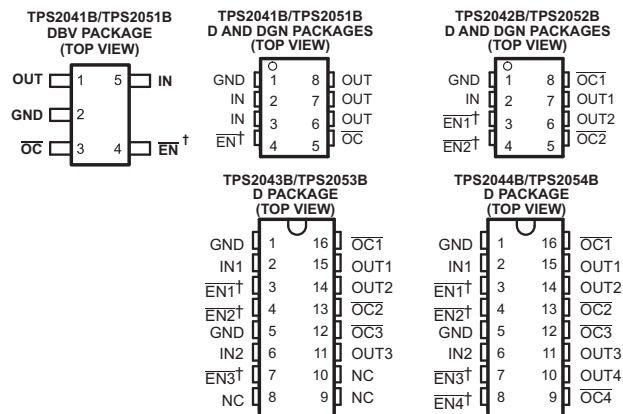 TPS2041B/TPS2051B
DBV PACKAGE
(TOP VIEW)
OUT 1 5 IN
GND 2
OC 3 4 EN†
TPS2041B/TPS2051B
D AND DGN PACKAGES
(TOP VIEW)
GND 1 8 OUT
IN 2 7 OUT
IN 3 6 OUT
EN† 4 5 OC
TPS2042B/TPS2052B
D AND DGN PACKAGES
(TOP VIEW)
GND 1 8 OC1
IN 2 7 OUT1
EN1† 3 6 OUT2
EN2† 4 5 OC2
TPS2043B/TPS2053B
D PACKAGE
(TOP VIEW)
GND 1 16 OC1
IN1 2 15 OUT1
EN1† 3 14 OUT2
EN2† 4 13 OC2
GND 5 12 OC3
IN2 6 11 OUT3
EN3† 7 10 NC
NC 8 9 NC
TPS2044B/TPS2054B
D PACKAGE
(TOP VIEW)
GND 1 16 OC1
IN1 2 15 OUT1
EN1† 3 14 OUT2
EN2† 4 13 OC2
GND 5 12 OC3
IN2 6 11 OUT3
EN3† 7 10 OUT4
EN4† 8 9 OC4